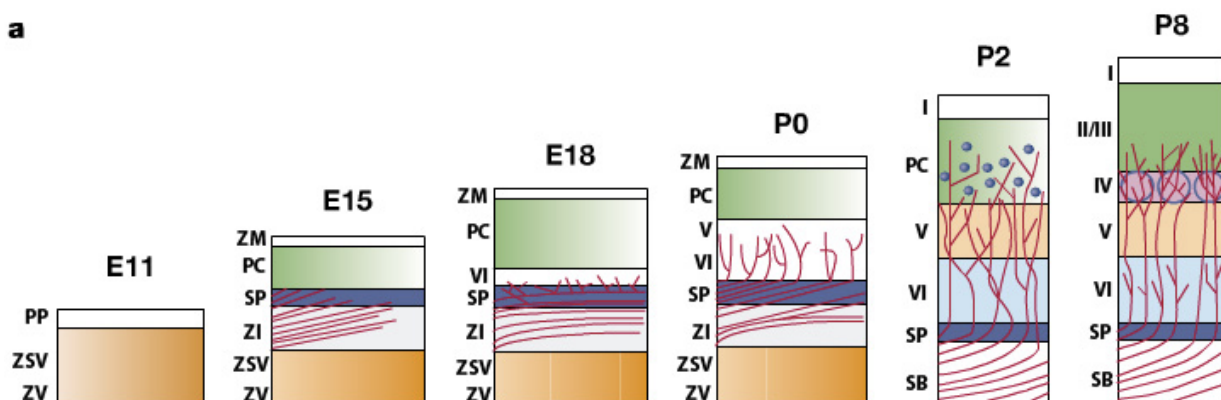 a
E11
PP
ZSV
ZV
E15
ZM
PC
SP
ZI
ZSV
ZV
E18
ZM
PC
VI
SP
ZI
ZSV
ZV
P0
ZM
PC
V
VI
SP
ZI
ZSV
ZV
P2
I
PC
V
VI
SP
SB
P8
I
II/III
IV
V
VI
SP
SB